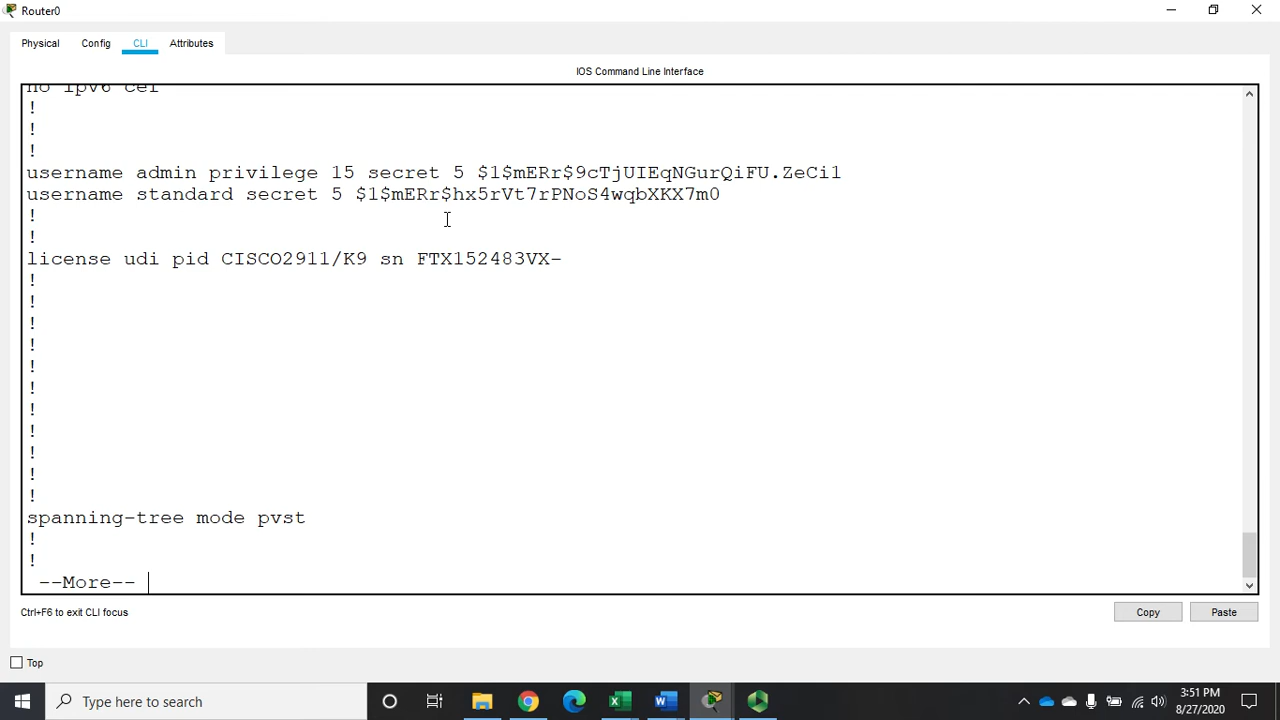 Router0
Physical Config CLI Attributes
IOS Command Line Interface
no ipv6 cef
!
!
!
username admin privilege 15 secret 5 $1$mERr$9cTjUIEqNGurQiFU.ZeCi1
username standard secret 5 $1$mERr$hx5rVt7rPNoS4wqbXKX7m0
!
!
license udi pid CISCO2911/K9 sn FTX152483VX-
!
!
!
!
!
!
!
!
!
!
!
spanning-tree mode pvst
!
!
--More--
Ctrl+F6 to exit CLI focus
Copy Paste
Top
Type here to search
3:51 PM
8/27/2020